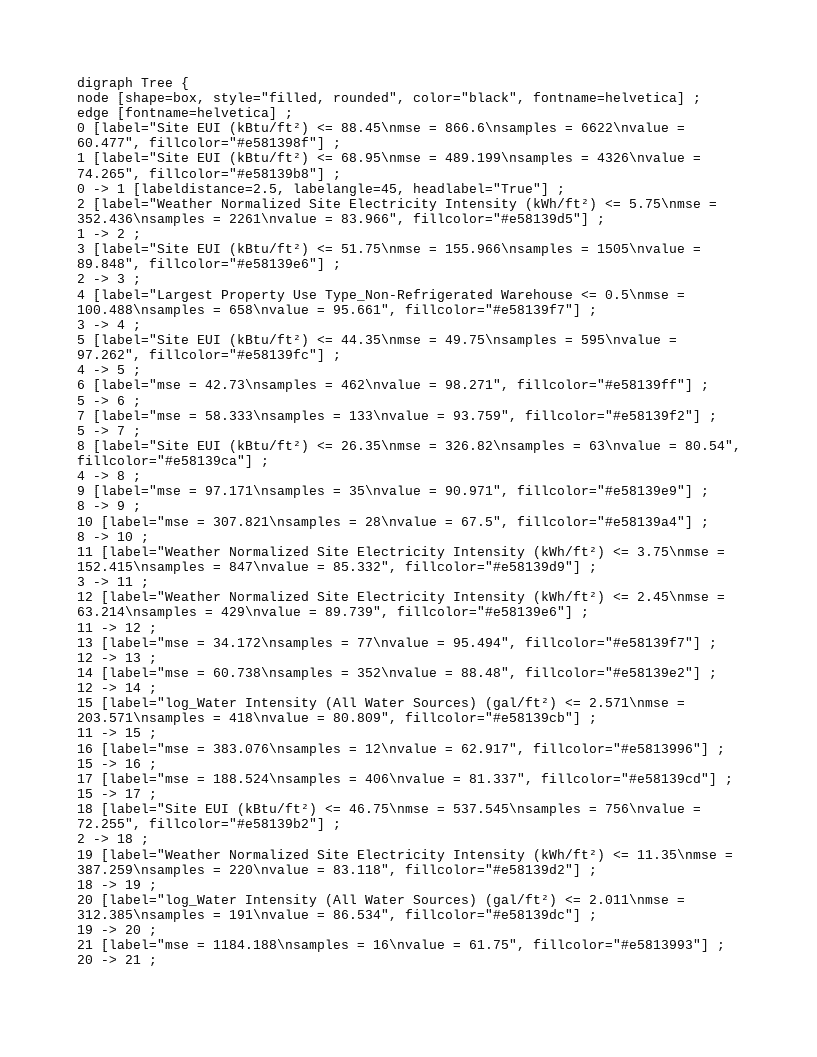 digraph Tree {
node [shape=box, style="filled, rounded", color="black", fontname=helvetica] ;
edge [fontname=helvetica] ;
0 [label="Site EUI (kBtu/ft²) <= 88.45\nmse = 866.6\nsamples = 6622\nvalue =
60.477", fillcolor="#e581398f"] ;
1 [label="Site EUI (kBtu/ft²) <= 68.95\nmse = 489.199\nsamples = 4326\nvalue =
74.265", fillcolor="#e58139b8"] ;
0 -> 1 [labeldistance=2.5, labelangle=45, headlabel="True"] ;
2 [label="Weather Normalized Site Electricity Intensity (kWh/ft²) <= 5.75\nmse =
352.436\nsamples = 2261\nvalue = 83.966", fillcolor="#e58139d5"] ;
1 -> 2 ;
3 [label="Site EUI (kBtu/ft²) <= 51.75\nmse = 155.966\nsamples = 1505\nvalue =
89.848", fillcolor="#e58139e6"] ;
2 -> 3 ;
4 [label="Largest Property Use Type_Non-Refrigerated Warehouse <= 0.5\nmse =
100.488\nsamples = 658\nvalue = 95.661", fillcolor="#e58139f7"] ;
3 -> 4 ;
5 [label="Site EUI (kBtu/ft²) <= 44.35\nmse = 49.75\nsamples = 595\nvalue =
97.262", fillcolor="#e58139fc"] ;
4 -> 5 ;
6 [label="mse = 42.73\nsamples = 462\nvalue = 98.271", fillcolor="#e58139ff"] ;
5 -> 6 ;
7 [label="mse = 58.333\nsamples = 133\nvalue = 93.759", fillcolor="#e58139f2"] ;
5 -> 7 ;
8 [label="Site EUI (kBtu/ft²) <= 26.35\nmse = 326.82\nsamples = 63\nvalue = 80.54",
fillcolor="#e58139ca"] ;
4 -> 8 ;
9 [label="mse = 97.171\nsamples = 35\nvalue = 90.971", fillcolor="#e58139e9"] ;
8 -> 9 ;
10 [label="mse = 307.821\nsamples = 28\nvalue = 67.5", fillcolor="#e58139a4"] ;
8 -> 10 ;
11 [label="Weather Normalized Site Electricity Intensity (kWh/ft²) <= 3.75\nmse =
152.415\nsamples = 847\nvalue = 85.332", fillcolor="#e58139d9"] ;
3 -> 11 ;
12 [label="Weather Normalized Site Electricity Intensity (kWh/ft²) <= 2.45\nmse =
63.214\nsamples = 429\nvalue = 89.739", fillcolor="#e58139e6"] ;
11 -> 12 ;
13 [label="mse = 34.172\nsamples = 77\nvalue = 95.494", fillcolor="#e58139f7"] ;
12 -> 13 ;
14 [label="mse = 60.738\nsamples = 352\nvalue = 88.48", fillcolor="#e58139e2"] ;
12 -> 14 ;
15 [label="log_Water Intensity (All Water Sources) (gal/ft²) <= 2.571\nmse =
203.571\nsamples = 418\nvalue = 80.809", fillcolor="#e58139cb"] ;
11 -> 15 ;
16 [label="mse = 383.076\nsamples = 12\nvalue = 62.917", fillcolor="#e5813996"] ;
15 -> 16 ;
17 [label="mse = 188.524\nsamples = 406\nvalue = 81.337", fillcolor="#e58139cd"] ;
15 -> 17 ;
18 [label="Site EUI (kBtu/ft²) <= 46.75\nmse = 537.545\nsamples = 756\nvalue =
72.255", fillcolor="#e58139b2"] ;
2 -> 18 ;
19 [label="Weather Normalized Site Electricity Intensity (kWh/ft²) <= 11.35\nmse =
387.259\nsamples = 220\nvalue = 83.118", fillcolor="#e58139d2"] ;
18 -> 19 ;
20 [label="log_Water Intensity (All Water Sources) (gal/ft²) <= 2.011\nmse =
312.385\nsamples = 191\nvalue = 86.534", fillcolor="#e58139dc"] ;
19 -> 20 ;
21 [label="mse = 1184.188\nsamples = 16\nvalue = 61.75", fillcolor="#e5813993"] ;
20 -> 21 ;